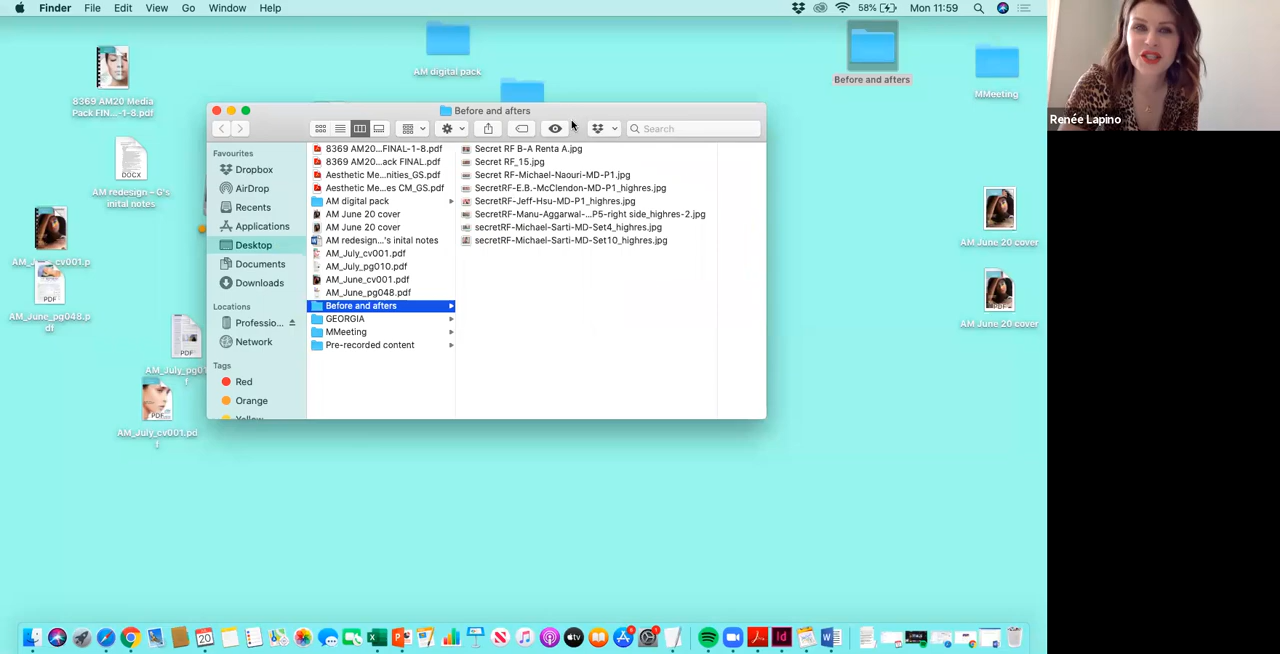 Finder File Edit View Go Window Help
58% Mon 11:59
AM digital pack
Before and afters
MMeeting
8369 AM20 Media
Pack FIN...-1-8.pdf
DOCX
AM redesign – G's
inital notes
PDF
AM_June_pg048.p
df
PDF
PDF
AM_July_cv001.pd
f
AM June 20 cover
AM June 20 cover
Before and afters
Search
Favourites
Dropbox
AirDrop
Recents
Applications
Desktop
Documents
Downloads
Locations
Professio...
Network
Tags
Red
Orange
Yellow
8369 AM20...FINAL-1-8.pdf
8369 AM20...ack FINAL.pdf
Aesthetic Me...nities_GS.pdf
Aesthetic Me...es CM_GS.pdf
AM digital pack
AM June 20 cover
AM June 20 cover
AM redesign...'s inital notes
AM_July_cv001.pdf
AM_July_pg010.pdf
AM_June_cv001.pdf
AM_June_pg048.pdf
Before and afters
GEORGIA
MMeeting
Pre-recorded content
Secret RF B-A Renta A.jpg
Secret RF_15.jpg
Secret RF-Michael-Naouri-MD-P1.jpg
SecretRF-E.B.-McClendon-MD-P1_highres.jpg
SecretRF-Jeff-Hsu-MD-P1_highres.jpg
SecretRF-Manu-Aggarwal-...P5-right side_highres-2.jpg
secretRF-Michael-Sarti-MD-Set4_highres.jpg
secretRF-Michael-Sarti-MD-Set10_highres.jpg
Renée Lapino
20
tv
Id